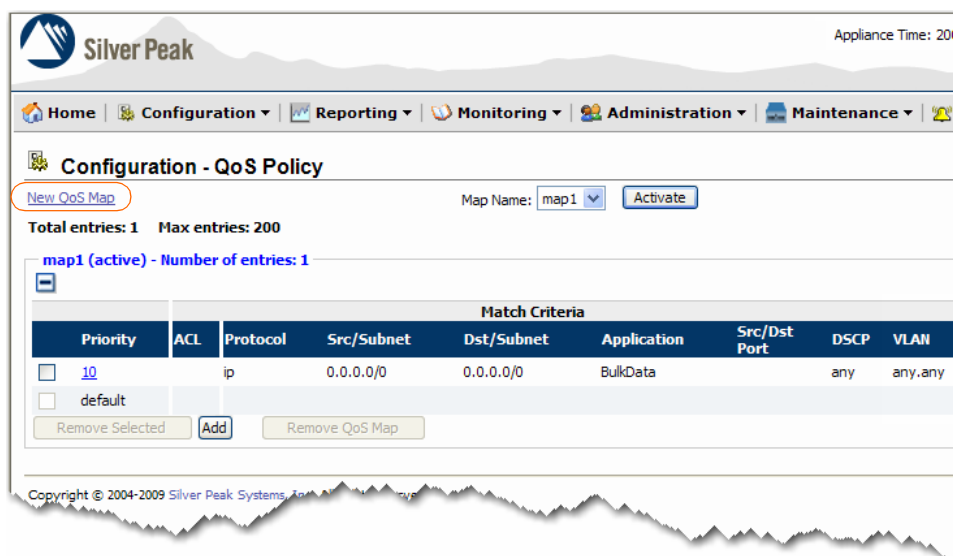 Silver Peak
Appliance Time: 200
Home Configuration Reporting Monitoring Administration Maintenance
Configuration - QoS Policy
New QoS Map Map Name: map1 Activate
Total entries: 1 Max entries: 200
map1 (active) - Number of entries: 1
Match Criteria
Priority ACL Protocol Src/Subnet Dst/Subnet Application Src/Dst Port DSCP VLAN
10 ip 0.0.0.0/0 0.0.0.0/0 BulkData any any.any
default
Remove Selected Add Remove QoS Map
Copyright © 2004-2009 Silver Peak Systems,